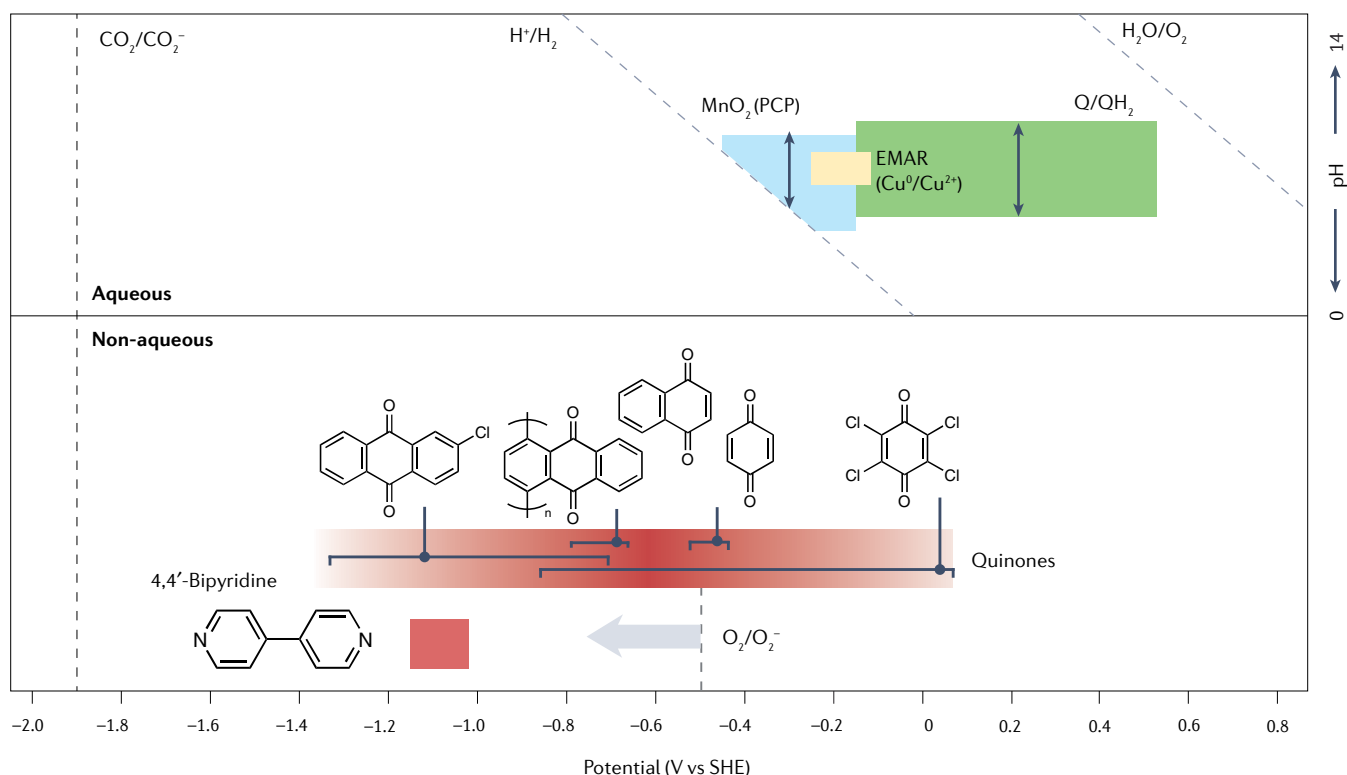 CO₂/CO₂⁻
H⁺/H₂
H₂O/O₂
14
MnO₂ (PCP)
Q/QH₂
EMAR
(Cu⁰/Cu²⁺)
pH
Aqueous
0
Non-aqueous
O
O
O
Cl
O
O
n
O
O
O
O
O
Cl
Cl
Cl
Cl
O
Quinones
4,4′-Bipyridine
N
N
O₂/O₂⁻
−2.0
−1.8
−1.6
−1.4
−1.2
−1.0
−0.8
−0.6
−0.4
−0.2
0
0.2
0.4
0.6
0.8
Potential (V vs SHE)